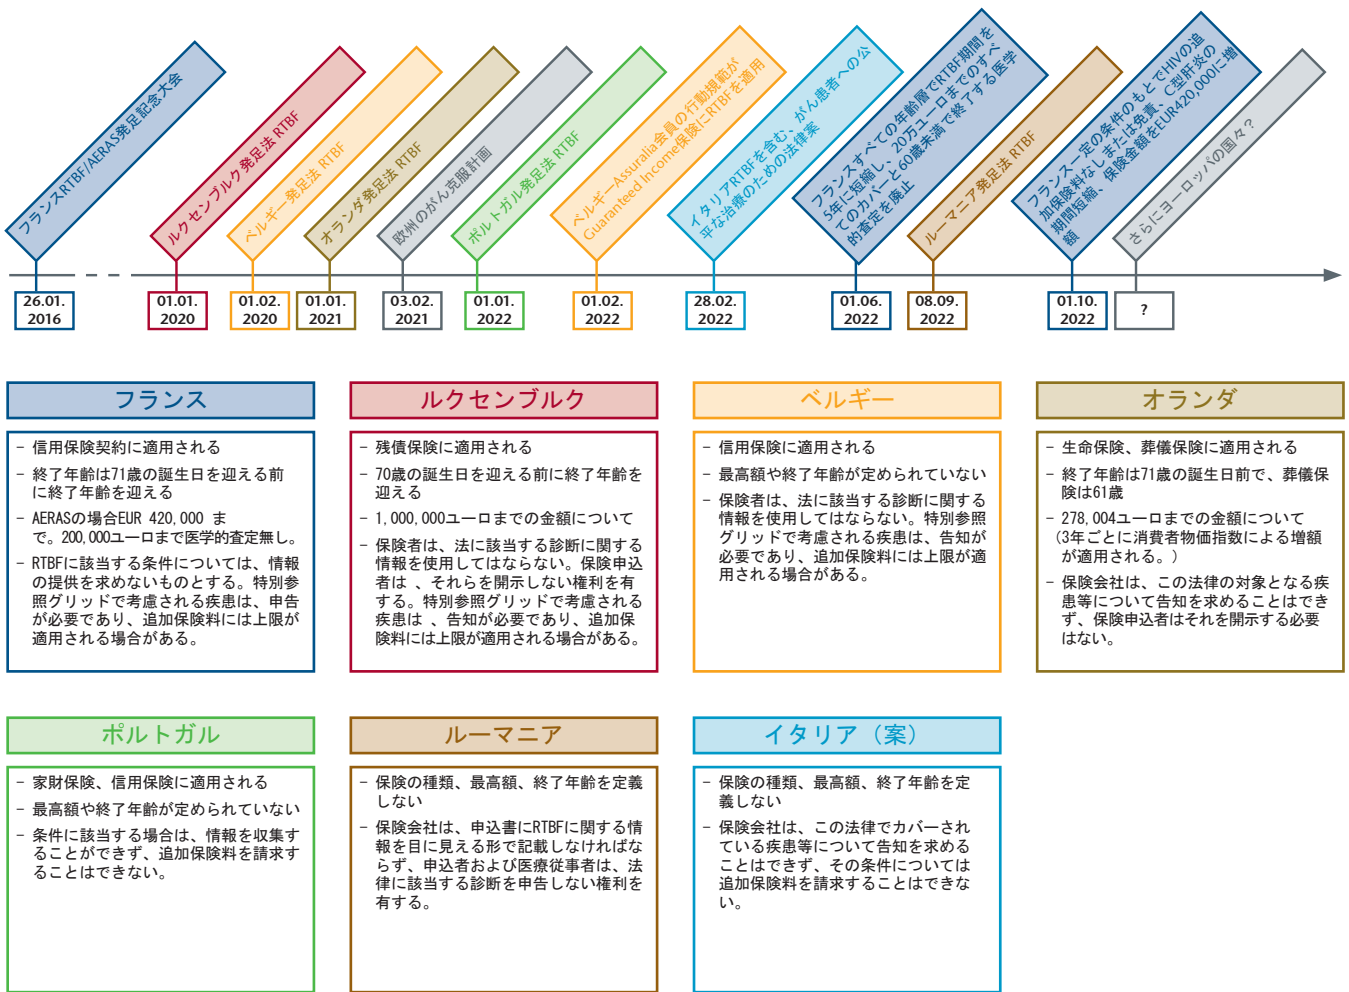 フランスRTBF/AERAS発足記念大会
ルクセンブルク発足法 RTBF
ベルギー発足法 RTBF
オランダ発足法 RTBF
欧州のがん克服計画
ポルトガル発足法 RTBF
ベルギーAssuralia会員の行動規範が
Guaranteed Income保険にRTBFを適用
イタリアRTBFを含む、がん患者への公
平な治療のための法律案
フランスすべての年齢層でRTBF期間を
5年に短縮し、20万ユーロまでのすべ
てのカバーと60歳未満で終了する医学
的査定を廃止
ルーマニア発足法 RTBF
フランス一定の条件のもとでHIVの追
加保険料なしまたは免責、C型肝炎の
期間短縮、保険金額をEUR420,000に増
額
さらにヨーロッパの国々？
26.01.
2016
01.01.
2020
01.02.
2020
01.01.
2021
03.02.
2021
01.01.
2022
01.02.
2022
28.02.
2022
01.06.
2022
08.09.
2022
01.10.
2022
?
フランス
- 信用保険契約に適用される
- 終了年齢は71歳の誕生日を迎える前
に終了年齢を迎える
- AERASの場合EUR 420,000 ま
で。200,000ユーロまで医学的査定無し。
- RTBFに該当する条件については、情報
の提供を求めないものとする。特別参
照グリッドで考慮される疾患は、申告
が必要であり、追加保険料には上限が
適用される場合がある。
ルクセンブルク
- 残債保険に適用される
- 70歳の誕生日を迎える前に終了年齢を
迎える
- 1,000,000ユーロまでの金額について
- 保険者は、法に該当する診断に関する
情報を使用してはならない。保険申込
者は 、それらを開示しない権利を有
する。特別参照グリッドで考慮される
疾患は 、告知が必要であり、追加保
険料には上限が適用される場合がある。
ベルギー
- 信用保険に適用される
- 最高額や終了年齢が定められていない
- 保険者は、法に該当する診断に関する
情報を使用してはならない。特別参照
グリッドで考慮される疾患は、告知が
必要であり、追加保険料には上限が適
用される場合がある。
オランダ
- 生命保険、葬儀保険に適用される
- 終了年齢は71歳の誕生日前で、葬儀保
険は61歳
- 278,004ユーロまでの金額について
（3年ごとに消費者物価指数による増額
が適用される。）
- 保険会社は、この法律の対象となる疾
患等について告知を求めることはでき
ず、保険申込者はそれを開示する必要
はない。
ポルトガル
- 家財保険、信用保険に適用される
- 最高額や終了年齢が定められていない
- 条件に該当する場合は、情報を収集す
ることができず、追加保険料を請求す
ることはできない。
ルーマニア
- 保険の種類、最高額、終了年齢を定義
しない
- 保険会社は、申込書にRTBFに関する情
報を目に見える形で記載しなければな
らず、申込者および医療従事者は、法
律に該当する診断を申告しない権利を
有する。
イタリア（案）
- 保険の種類、最高額、終了年齢を定
義しない
- 保険会社は、この法律でカバーされ
ている疾患等について告知を求める
ことはできず、その条件については
追加保険料を請求することはできな
い。